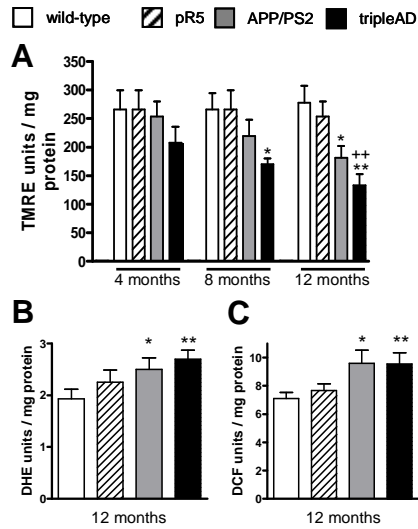 wild-type pR5 APP/PS2 tripleAD
A
TMRE units / mg
protein
350
300
250
200
150
100
50
0
*
*
++
**
**
4 months 8 months 12 months
B
DHE units / mg protein
3
2
1
0
*
**
12 months
C
DCF units / mg protein
10
8
6
4
2
0
*
**
12 months